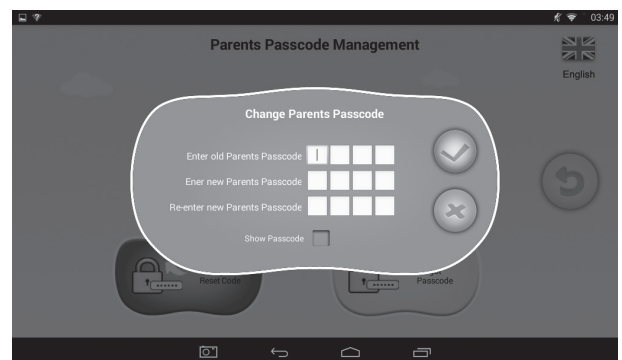 03:49
Parents Passcode Management
English
Change Parents Passcode
Enter old Parents Passcode
Ener new Parents Passcode
Re-enter new Parents Passcode
Show Passcode
Reset Code
Passcode